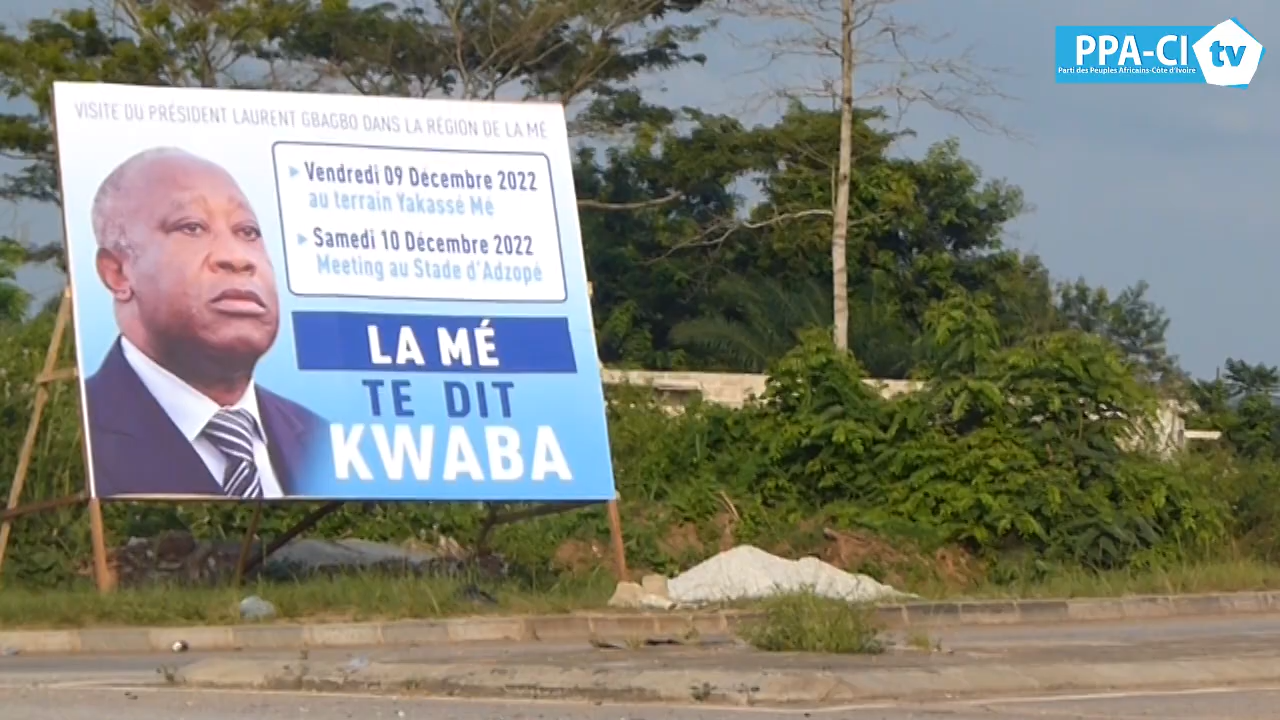 VISITE DU PRÉSIDENT LAURENT GBAGBO DANS LA RÉGION DE LA MÉ
Vendredi 09 Décembre 2022
au terrain Yakassé Mé
Samedi 10 Décembre 2022
Meeting au Stade d'Adzopé
LA MÉ
TE DIT
KWABA
PPA-CI tv
Parti des Peuples Africains-Côte d'Ivoire